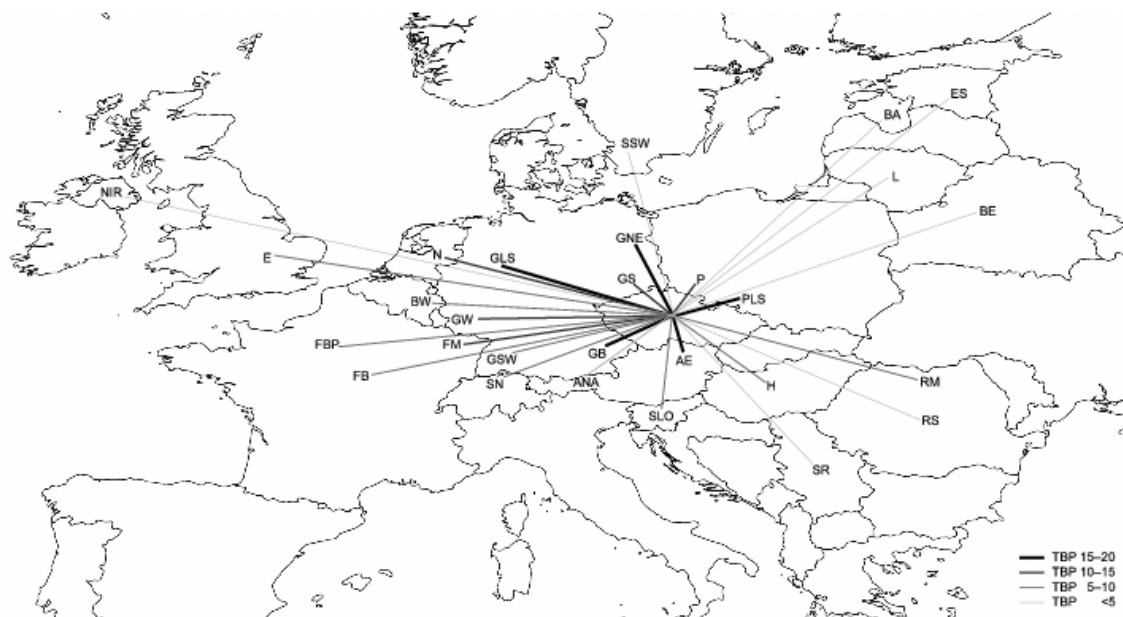 ES
BA
SSW
L
NIR
BE
GNE
E
N
GLS
GS
P
BW
PLS
GW
FBP
FM
GB
GSW
AE
FB
SN
ANA
H
RM
SLO
RS
SR
TBP 15–20
TBP 10–15
TBP 5–10
TBP <5